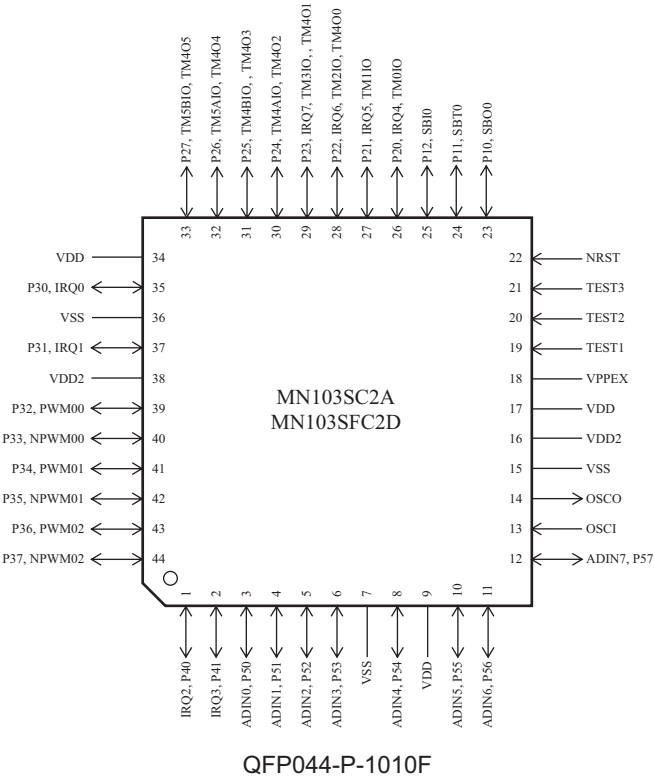 P27, TM5BIO, TM4O5
P26, TM5AIO, TM4O4
P25, TM4BIO, , TM4O3
P24, TM4AIO, TM4O2
P23, IRQ7, TM3IO, , TM4O1
P22, IRQ6, TM2IO, TM4O0
P21, IRQ5, TM1IO
P20, IRQ4, TM0IO
P12, SBI0
P11, SBT0
P10, SBO0
33
32
31
30
29
28
27
26
25
24
23
VDD 34
P30, IRQ0 35
VSS 36
P31, IRQ1 37
VDD2 38
P32, PWM00 39
P33, NPWM00 40
P34, PWM01 41
P35, NPWM01 42
P36, PWM02 43
P37, NPWM02 44
MN103SC2A
MN103SFC2D
22 NRST
21 TEST3
20 TEST2
19 TEST1
18 VPPEX
17 VDD
16 VDD2
15 VSS
14 OSCO
13 OSCI
12 ADIN7, P57
1
2
3
4
5
6
7
8
9
10
11
IRQ2, P40
IRQ3, P41
ADIN0, P50
ADIN1, P51
ADIN2, P52
ADIN3, P53
VSS
ADIN4, P54
VDD
ADIN5, P55
ADIN6, P56
QFP044-P-1010F